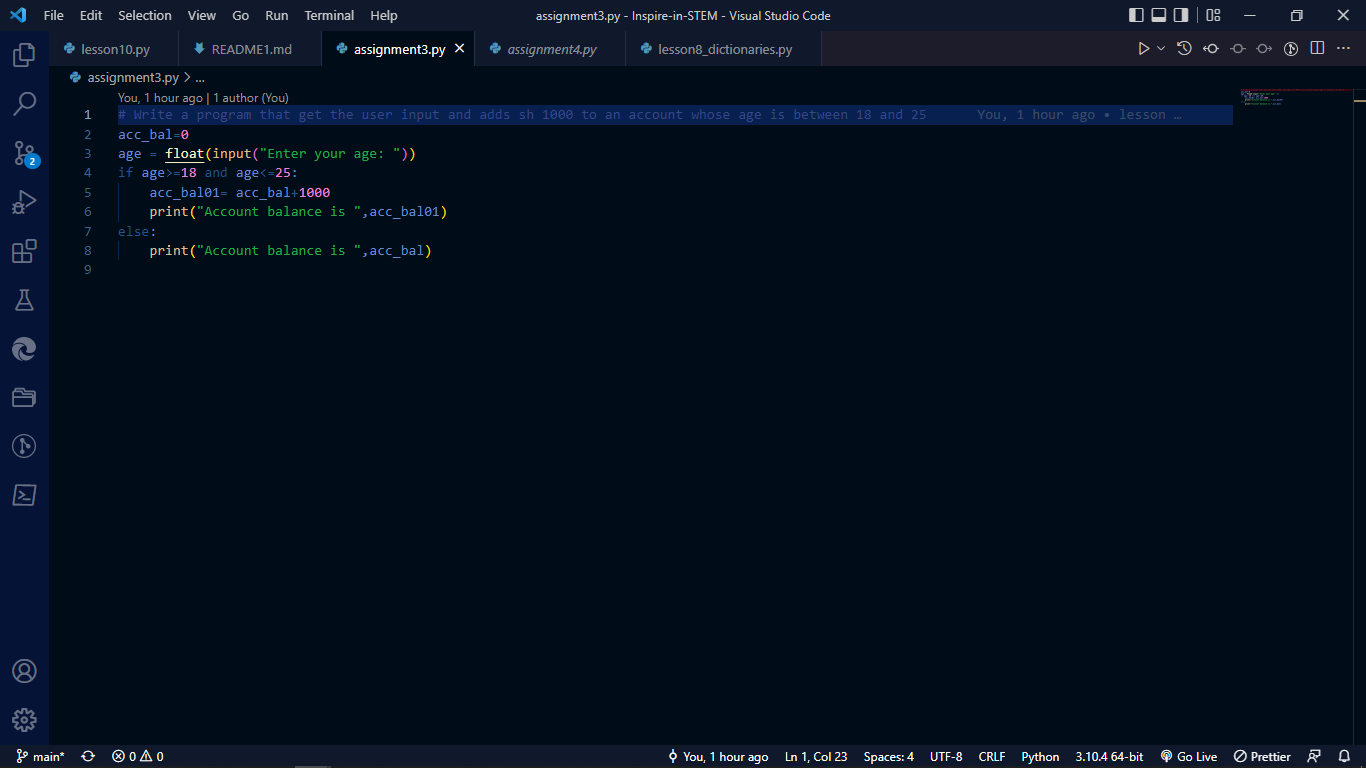 File Edit Selection View Go Run Terminal Help assignment3.py - Inspire-in-STEM - Visual Studio Code
lesson10.py README1.md assignment3.py assignment4.py lesson8_dictionaries.py
assignment3.py > ...
You, 1 hour ago | 1 author (You)
1 # Write a program that get the user input and adds sh 1000 to an account whose age is between 18 and 25 You, 1 hour ago • lesson …
2 acc_bal=0
3 age = float(input("Enter your age: "))
4 if age>=18 and age<=25:
5 acc_bal01= acc_bal+1000
6 print("Account balance is ",acc_bal01)
7 else:
8 print("Account balance is ",acc_bal)
9
2
main* 0 0 You, 1 hour ago Ln 1, Col 23 Spaces: 4 UTF-8 CRLF Python 3.10.4 64-bit Go Live Prettier